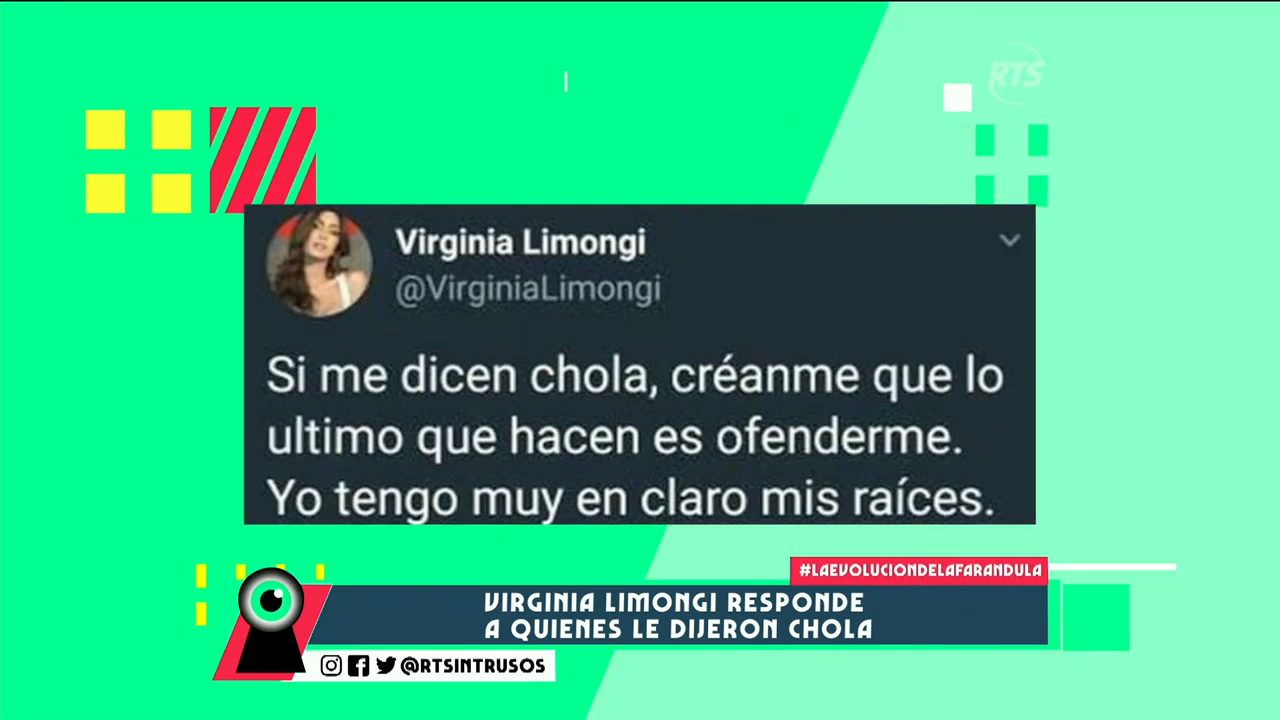 RTS
Virginia Limongi
@VirginiaLimongi
Si me dicen chola, créanme que lo
ultimo que hacen es ofenderme.
Yo tengo muy en claro mis raíces.
#LAEVOLUCIONDELAFARANDULA
VIRGINIA LIMONGI RESPONDE
A QUIENES LE DIJERON CHOLA
@RTSINTRUSOS